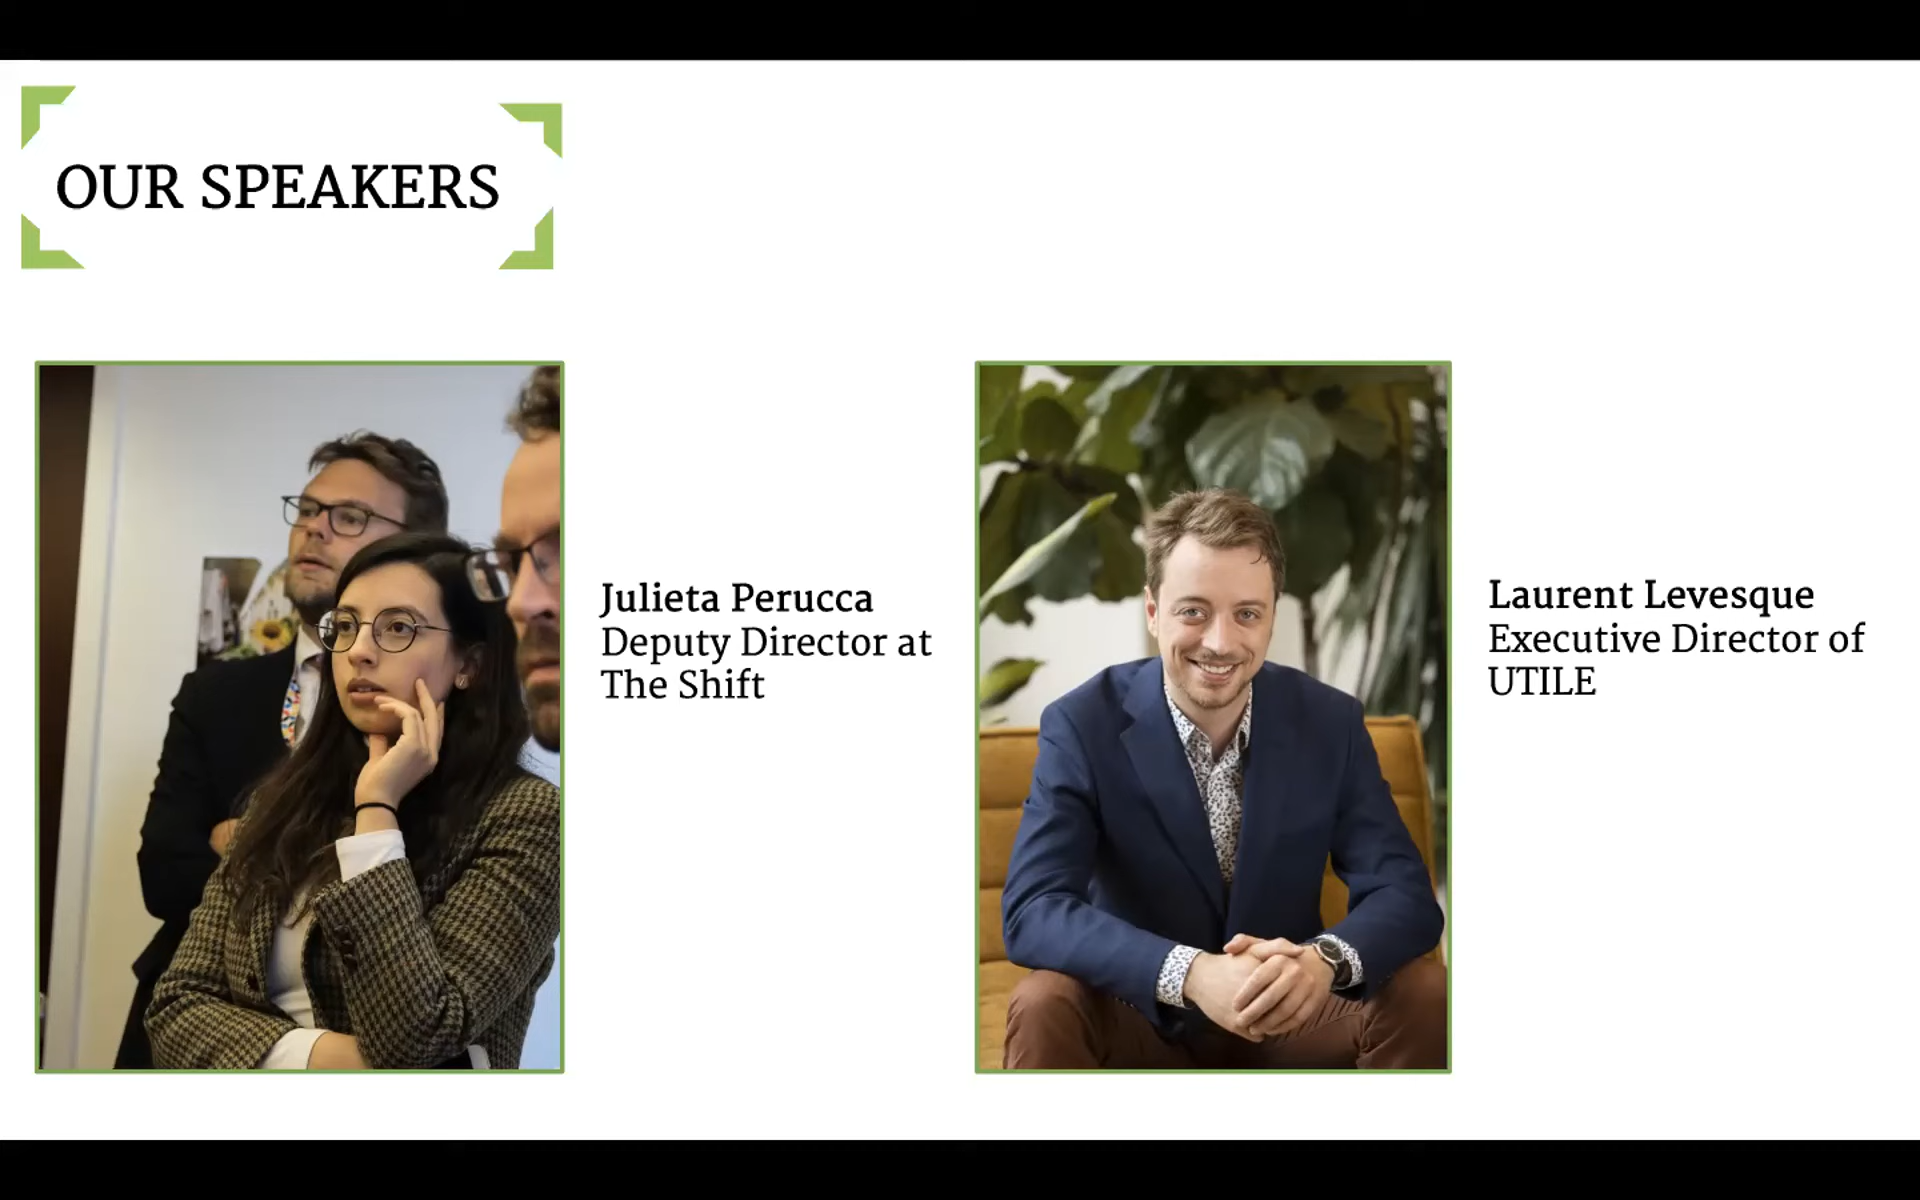 OUR SPEAKERS
Julieta Perucca
Deputy Director at
The Shift
Laurent Levesque
Executive Director of
UTILE